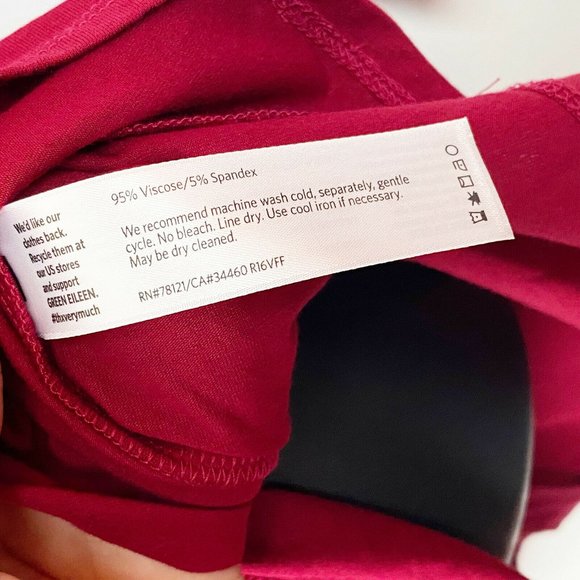 We'd like our
clothes back.
Recycle them at
our US stores
and support
GREEN EILEEN.
#thxverymuch
95% Viscose/5% Spandex
We recommend machine wash cold, separately, gentle
cycle. No bleach. Line dry. Use cool iron if necessary.
May be dry cleaned.
RN#78121/CA#34460 R16VFF